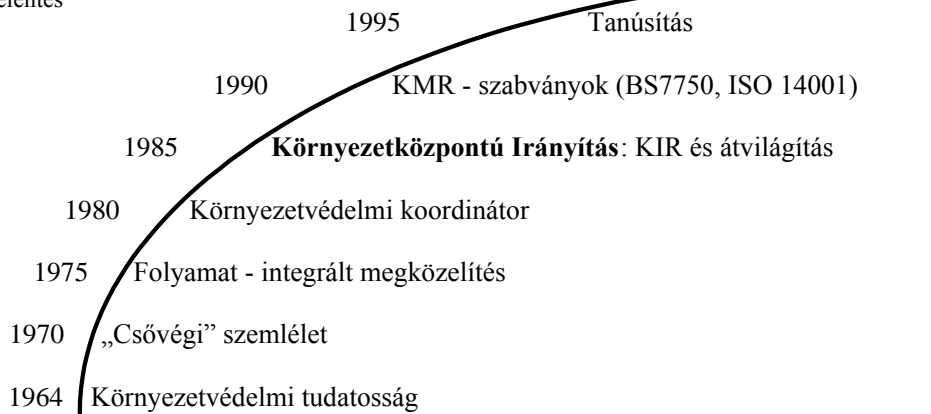 1995 Tanúsítás
1990 KMR - szabványok (BS7750, ISO 14001)
1985 Környezetközpontú Irányítás: KIR és átvilágítás
1980 Környezetvédelmi koordinátor
1975 Folyamat - integrált megközelítés
1970 „Csővégi” szemlélet
1964 Környezetvédelmi tudatosság